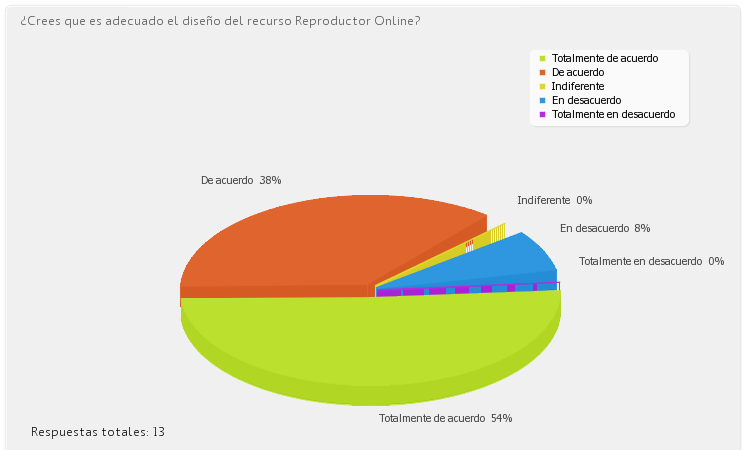 ¿Crees que es adecuado el diseño del recurso Reproductor Online?
Totalmente de acuerdo
De acuerdo
Indiferente
En desacuerdo
Totalmente en desacuerdo
De acuerdo 38%
Indiferente 0%
En desacuerdo 8%
Totalmente en desacuerdo 0%
Totalmente de acuerdo 54%
Respuestas totales: 13